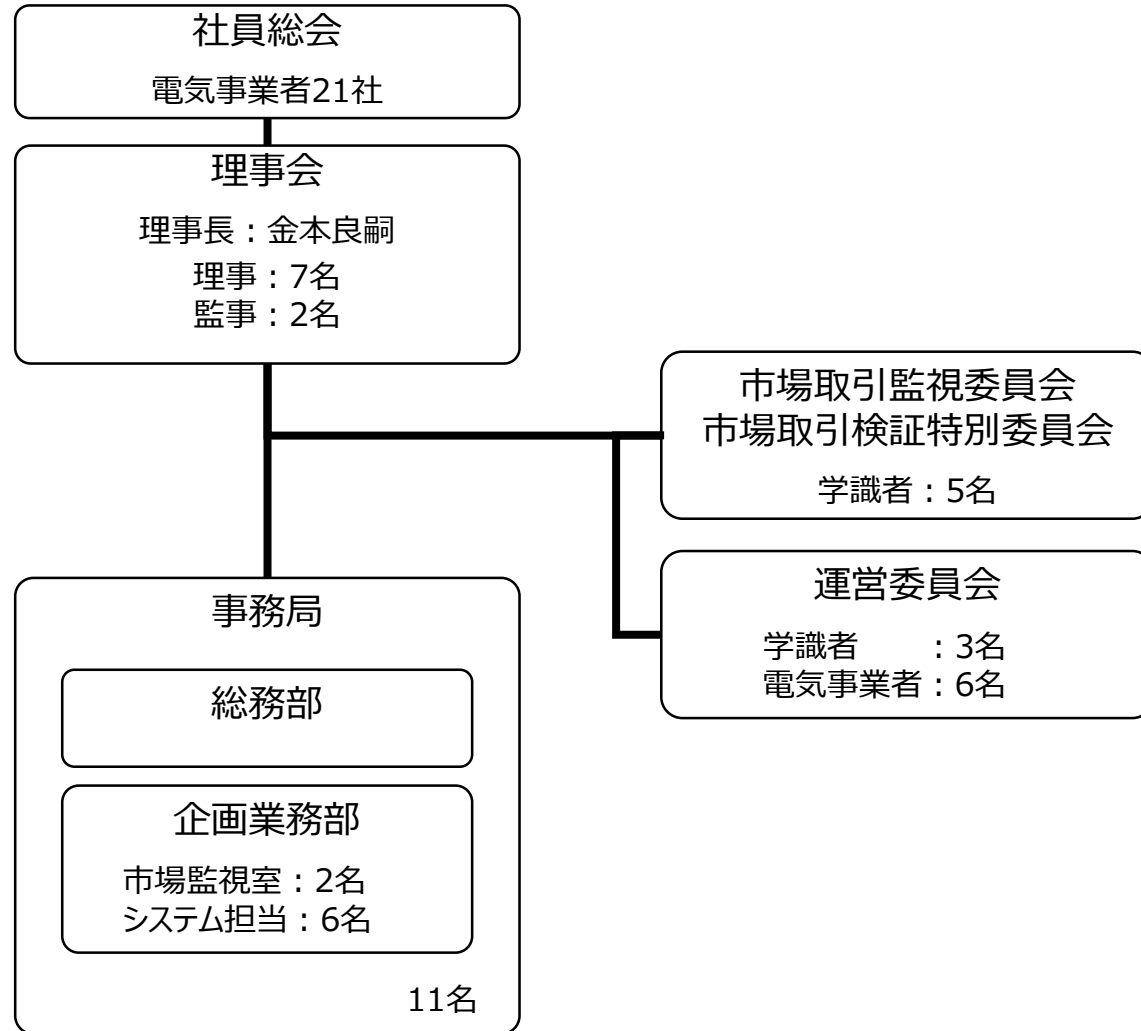 社員総会
電気事業者21社
理事会
理事長：金本良嗣
理事：7名
監事：2名
市場取引監視委員会
市場取引検証特別委員会
学識者：5名
運営委員会
学識者　　：3名
電気事業者：6名
事務局
総務部
企画業務部
市場監視室：2名
システム担当：6名
11名